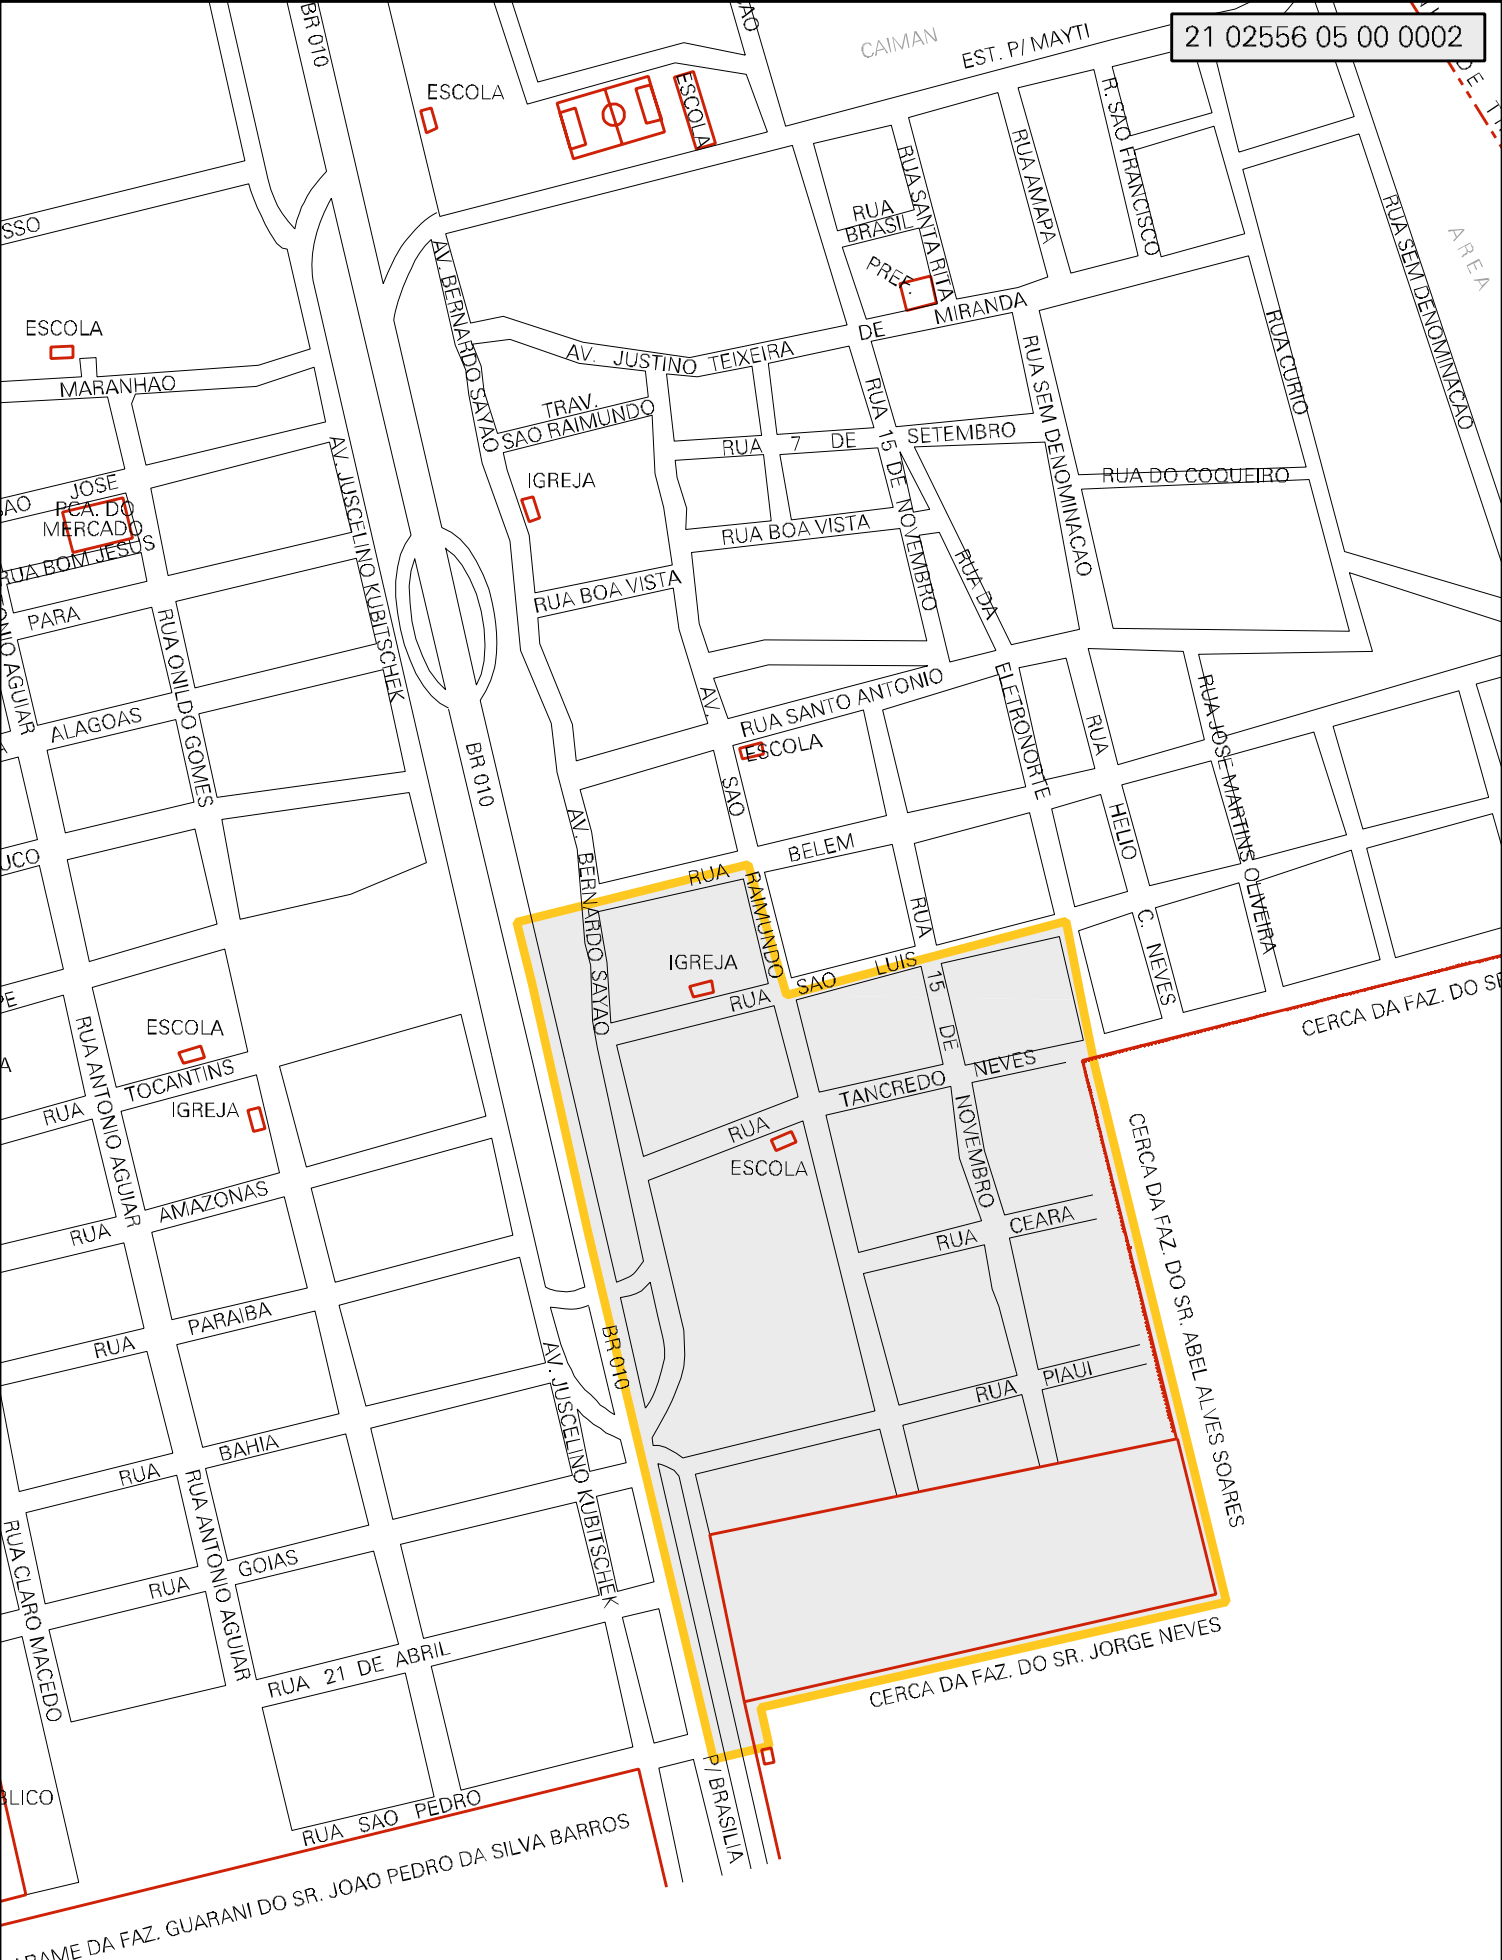 21 02556 05 00 0002
BR 010
CAIMAN
EST. P/ MAYTI
ESCOLA
ESCOLA
R. SAO FRANCISCO
RUA AMAPA
RUA SANTA RITA
RUA
BRASIL
PREF.
RUA SEM DENOMINACAO
AREA
SSO
AV. BERNARDO SAYAO
ESCOLA
MARANHAO
AV. JUSTINO TEIXEIRA
DE
MIRANDA
RUA CURIO
TRAV.
SAO RAIMUNDO
RUA 15 DE NOVEMBRO
RUA 7 DE
SETEMBRO
RUA SEM DENOMINACAO
RUA DO COQUEIRO
IGREJA
JOSE
PCA. DO
MERCADO
RUA BOM JESUS
AV. JUSCELINO KUBITSCHEK
RUA BOA VISTA
RUA BOA VISTA
RUA DA
ELETRONORTE
PARA
RUA ONILDO GOMES
ALAGOAS
AV.
SAO
RAIMUNDO
RUA SANTO ANTONIO
ESCOLA
RUA
HELIO
C. NEVES
RUA JOSE MARTINS OLIVEIRA
BR 010
AV. BERNARDO SAYAO
RUA
BELEM
RUA
15
DE
NOVEMBRO
IGREJA
RUA
SAO
LUIS
CERCA DA FAZ. DO
ESCOLA
TOCANTINS
RUA
IGREJA
RUA ANTONIO AGUIAR
RUA
TANCREDO
NEVES
ESCOLA
AMAZONAS
RUA
RUA
CEARA
CERCA DA FAZ. DO SR. ABEL ALVES SOARES
PARAIBA
RUA
BR 010
AV. JUSCELINO KUBITSCHEK
RUA
PIAUI
BAHIA
RUA
RUA ANTONIO AGUIAR
GOIAS
RUA
RUA CLARO MACEDO
RUA 21 DE ABRIL
CERCA DA FAZ. DO SR. JORGE NEVES
P/ BRASILIA
BLICO
RUA SAO PEDRO
ARAME DA FAZ. GUARANI DO SR. JOAO PEDRO DA SILVA BARROS